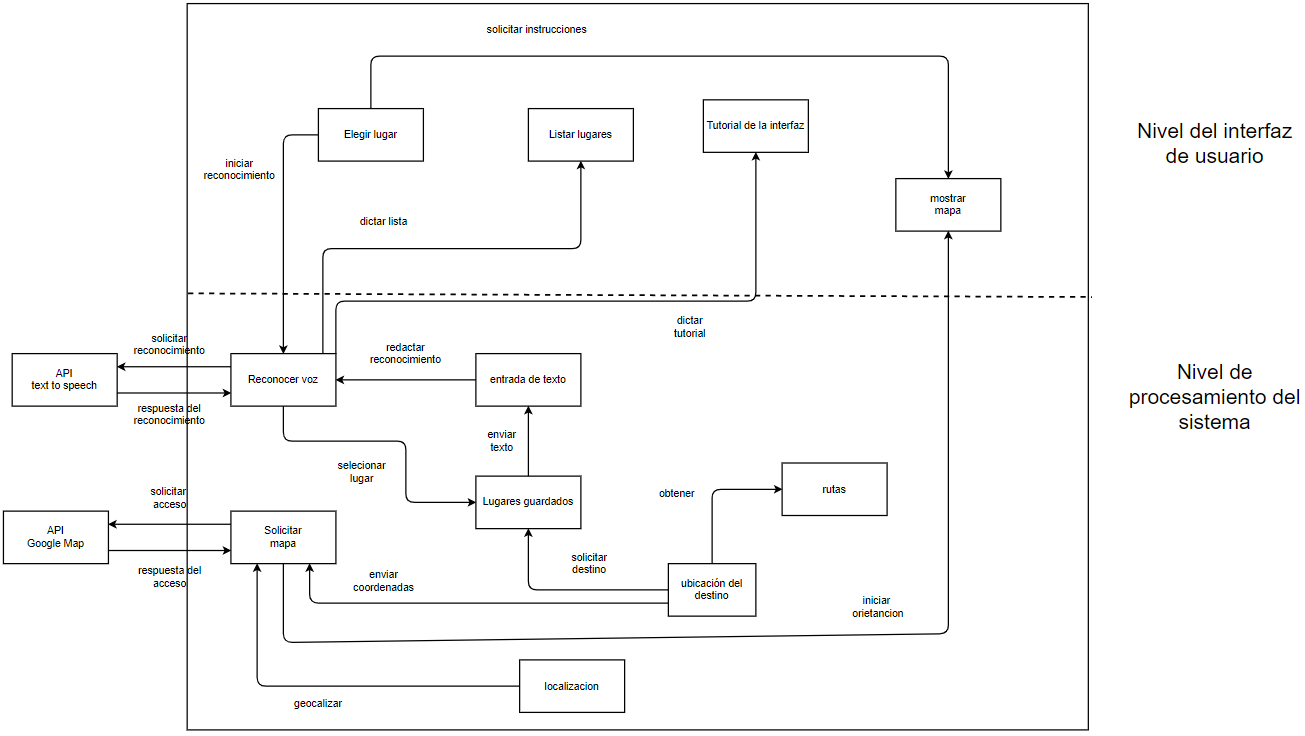 solicitar instrucciones
Elegir lugar
Listar lugares
Tutorial de la interfaz
Nivel del interfaz
de usuario
iniciar
reconocimiento
mostrar
mapa
dictar lista
dictar
tutorial
solicitar
reconocimiento
redactar
reconocimiento
API
text to speech
Reconocer voz
entrada de texto
Nivel de
procesamiento del
sistema
respuesta del
reconocimiento
enviar
texto
selecionar
lugar
solicitar
acceso
Lugares guardados
obtener
rutas
API
Google Map
Solicitar
mapa
respuesta del
acceso
enviar
coordenadas
solicitar
destino
ubicación del
destino
iniciar
orietancion
localizacion
geocalizar